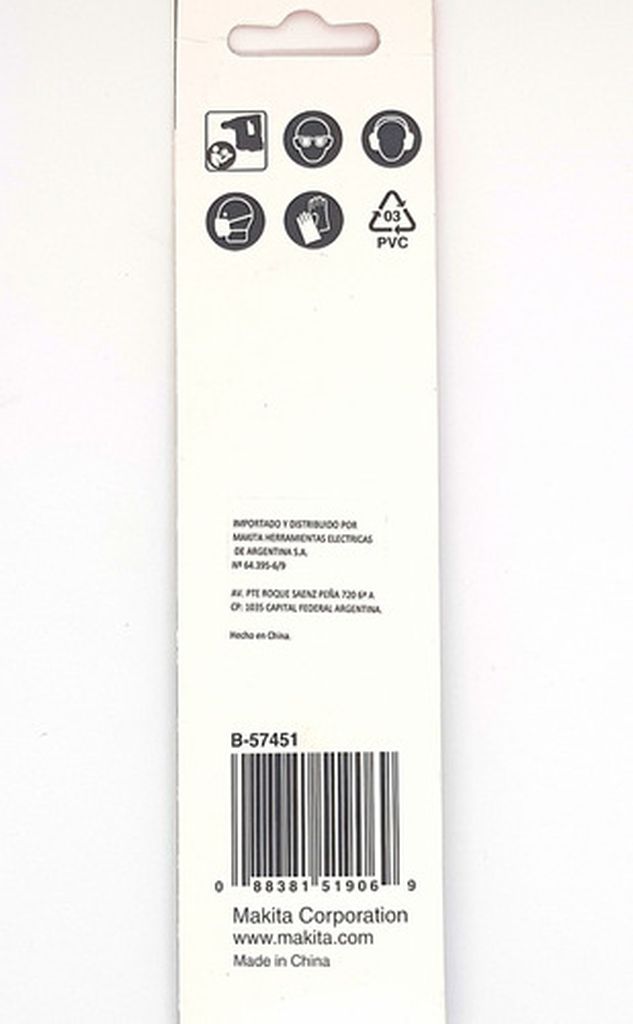 03
PVC
IMPORTADO Y DISTRIBUIDO POR
MAKITA HERRAMIENTAS ELECTRICAS
DE ARGENTINA S.A.
Nº 64.395-6/9
AV. PTE ROQUE SAENZ PEÑA 720 6º A
CP: 1035 CAPITAL FEDERAL ARGENTINA.
Hecho en China.
B-57451
0 88381 51906 9
Makita Corporation
www.makita.com
Made in China